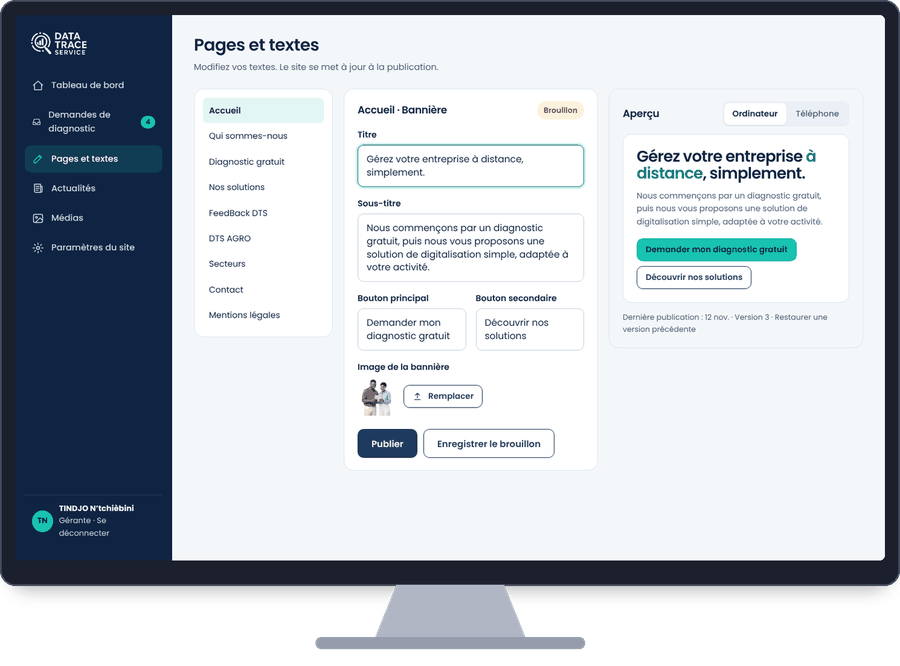 DATA
TRACE
SERVICE
Tableau de bord
Demandes de
diagnostic
4
Pages et textes
Actualités
Médias
Paramètres du site
TN
TINDJO N'tchièbini
Gérante · Se
déconnecter
Pages et textes
Modifiez vos textes. Le site se met à jour à la publication.
Accueil
Qui sommes-nous
Diagnostic gratuit
Nos solutions
FeedBack DTS
DTS AGRO
Secteurs
Contact
Mentions légales
Accueil · Bannière
Brouillon
Titre
Gérez votre entreprise à distance,
simplement.
Sous-titre
Nous commençons par un diagnostic
gratuit, puis nous vous proposons une
solution de digitalisation simple, adaptée à
votre activité.
Bouton principal
Bouton secondaire
Demander mon
diagnostic gratuit
Découvrir nos
solutions
Image de la bannière
Remplacer
Publier
Enregistrer le brouillon
Aperçu
Ordinateur
Téléphone
Gérez votre entreprise à
distance, simplement.
Nous commençons par un diagnostic gratuit,
puis nous vous proposons une solution de
digitalisation simple, adaptée à votre activité.
Demander mon diagnostic gratuit
Découvrir nos solutions
Dernière publication : 12 nov. · Version 3 · Restaurer une
version précédente